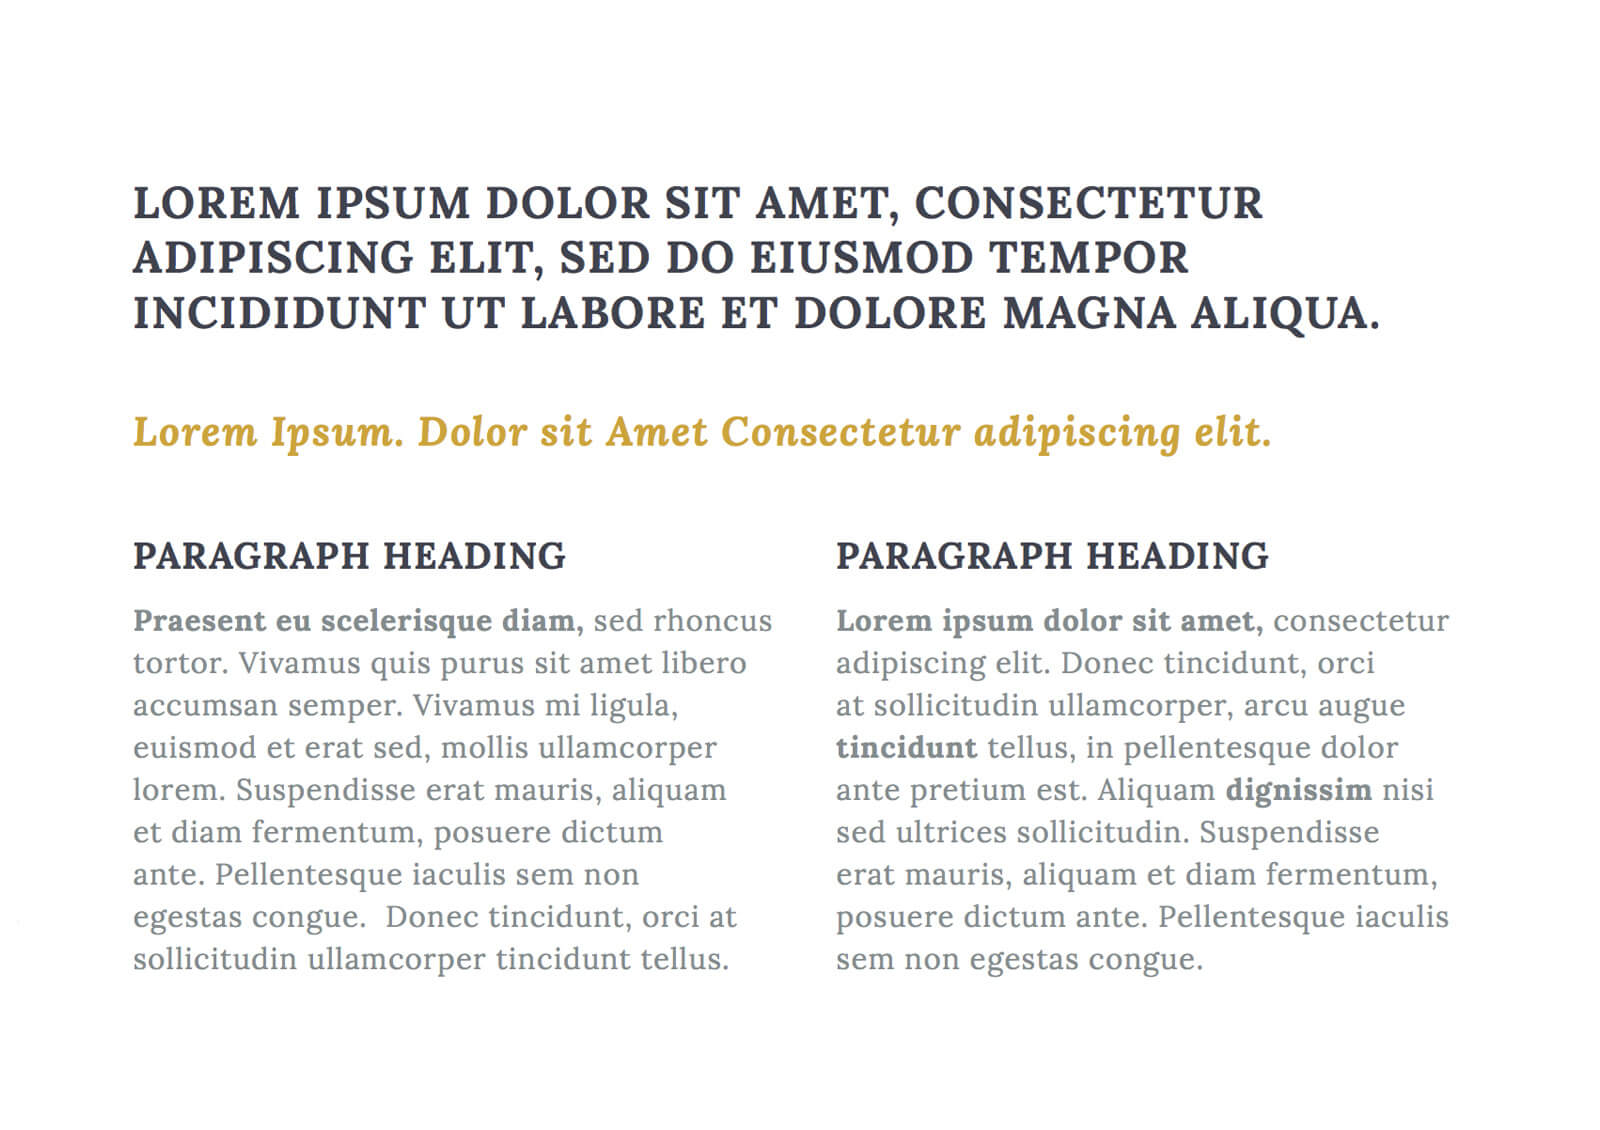 LOREM IPSUM DOLOR SIT AMET, CONSECTETUR
ADIPISCING ELIT, SED DO EIUSMOD TEMPOR
INCIDIDUNT UT LABORE ET DOLORE MAGNA ALIQUA.
Lorem Ipsum. Dolor sit Amet Consectetur adipiscing elit.
PARAGRAPH HEADING
Praesent eu scelerisque diam, sed rhoncus
tortor. Vivamus quis purus sit amet libero
accumsan semper. Vivamus mi ligula,
euismod et erat sed, mollis ullamcorper
lorem. Suspendisse erat mauris, aliquam
et diam fermentum, posuere dictum
ante. Pellentesque iaculis sem non
egestas congue.  Donec tincidunt, orci at
sollicitudin ullamcorper tincidunt tellus.
PARAGRAPH HEADING
Lorem ipsum dolor sit amet, consectetur
adipiscing elit. Donec tincidunt, orci
at sollicitudin ullamcorper, arcu augue
tincidunt tellus, in pellentesque dolor
ante pretium est. Aliquam dignissim nisi
sed ultrices sollicitudin. Suspendisse
erat mauris, aliquam et diam fermentum,
posuere dictum ante. Pellentesque iaculis
sem non egestas congue.